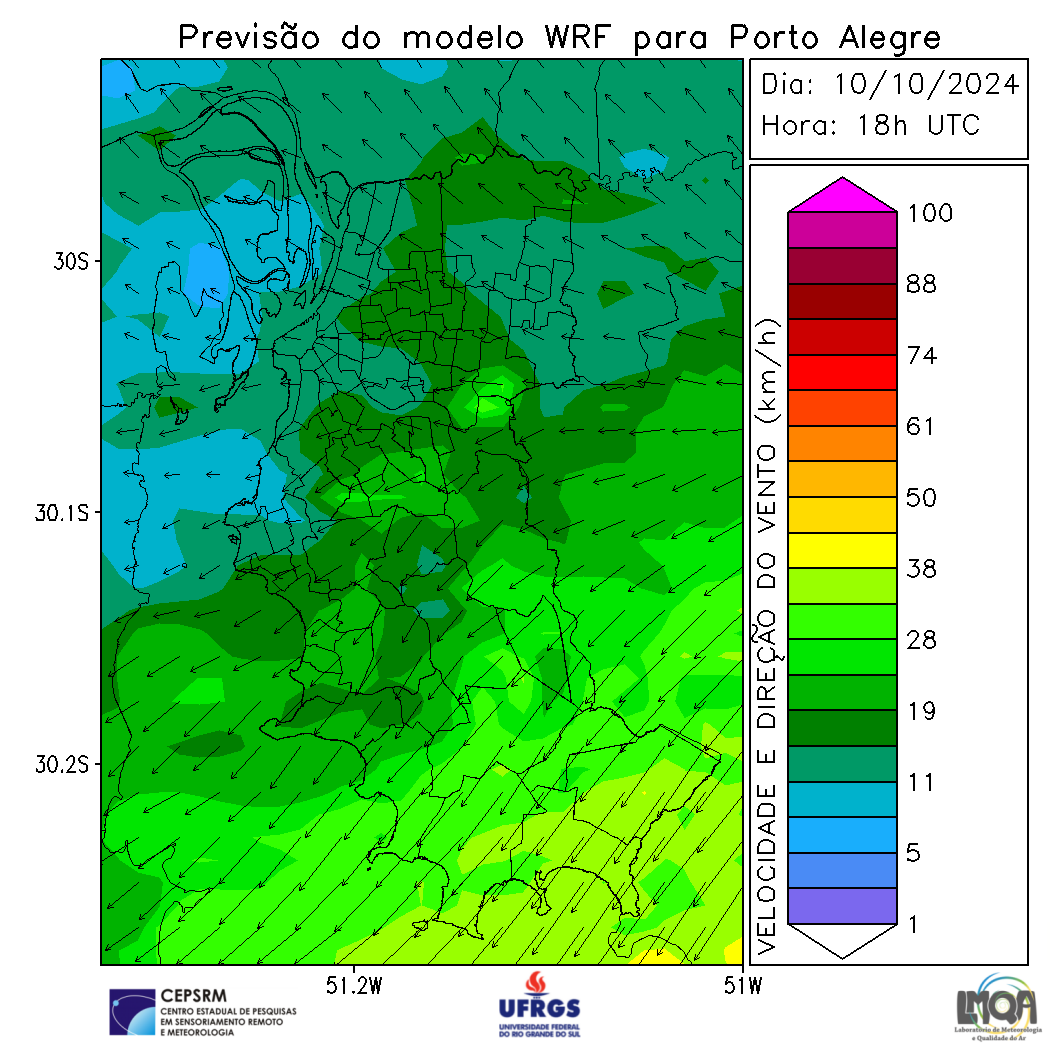 Previsão do modelo WRF para Porto Alegre
Dia: 10/10/2024
Hora: 18h UTC
30S
30.1S
30.2S
51.2W
51W
VELOCIDADE E DIREÇÃO DO VENTO (km/h)
100
88
74
61
50
38
28
19
11
5
1
CEPSRM
CENTRO ESTADUAL DE PESQUISAS
EM SENSORIAMENTO REMOTO
E METEOROLOGIA
UFRGS
UNIVERSIDADE FEDERAL
DO RIO GRANDE DO SUL
LMQA
Laboratório de Meteorologia
e Qualidade do Ar